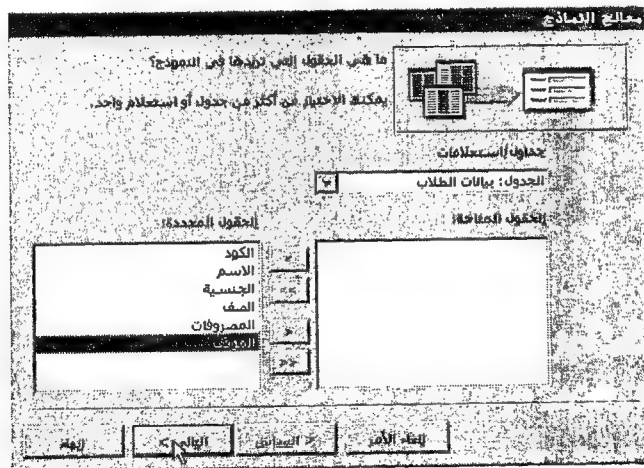 معالج النماذج
ما هي الحقول التي تريدها في النموذج؟
يمكنك الاختيار من أكثر من جدول أو استعلام واحد.
جداول/استعلامات
الجدول: بيانات الطلاب
الحقول المتاحة:
الحقول المحددة:
الكود
الاسم
الجنسية
الصف
المصروفات
>
>>
<
<<
إلغاء الأمر
< السابق
التالي >
إنهاء